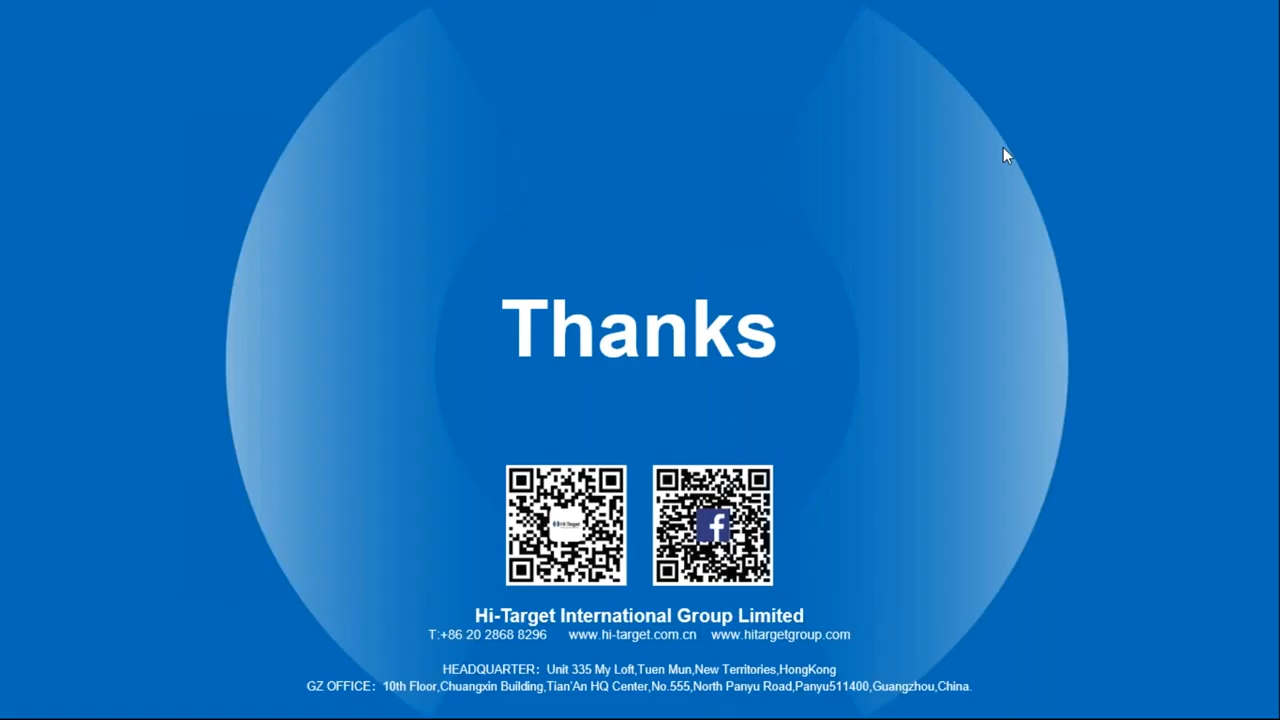 Thanks
Hi-Target
Hi-Target International Group Limited
T:+86 20 2868 8296 www.hi-target.com.cn www.hitargetgroup.com
HEADQUARTER: Unit 335 My Loft,Tuen Mun,New Territories,HongKong
GZ OFFICE: 10th Floor,Chuangxin Building,Tian'An HQ Center,No.555,North Panyu Road,Panyu511400,Guangzhou,China.